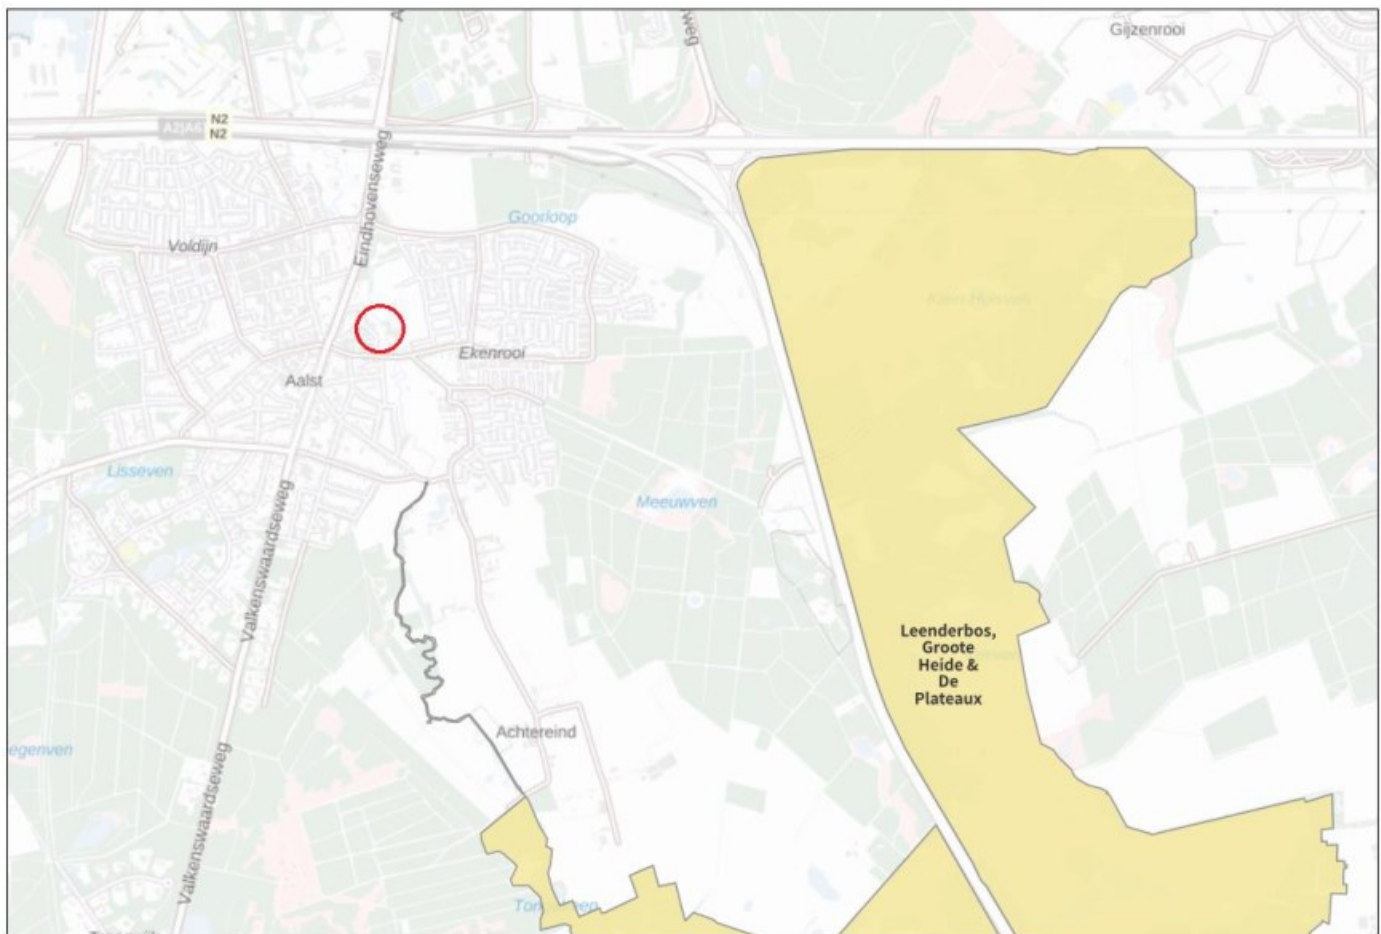 Gijzenrooi
N2
A2|A67
N2
Eindhovenseweg
Goorloop
Voldijn
Ekenrooi
Aalst
Lisseven
Meeuwven
Valkenswaardseweg
Leenderbos,
Groote
Heide &
De
Plateaux
Achtereind
egenven
Valkenswaardseweg